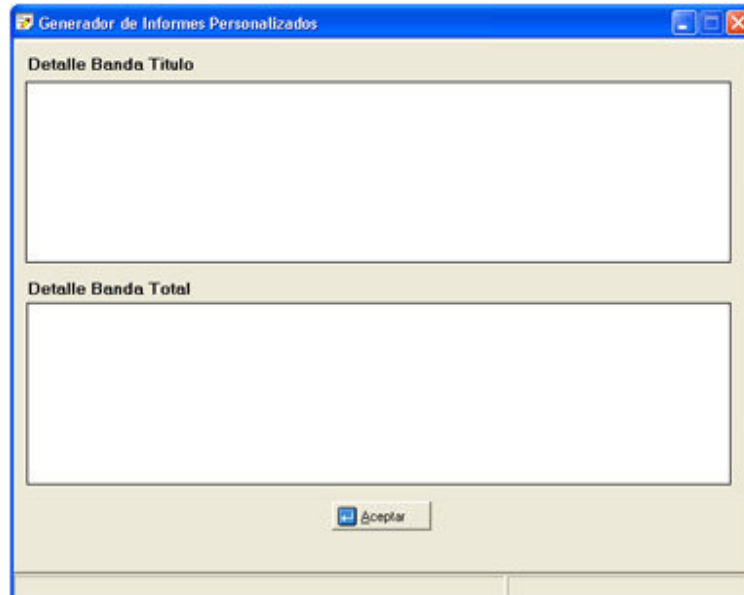 Generador de Informes Personalizados
Detalle Banda Titulo
Detalle Banda Total
Aceptar